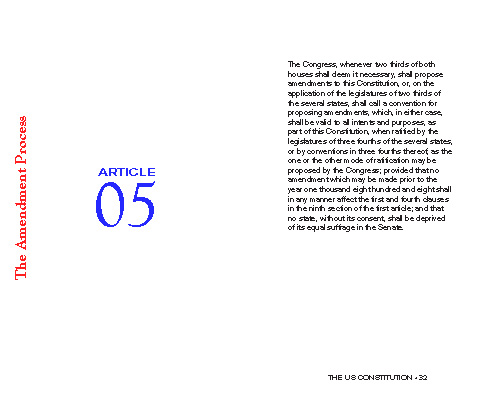 The Amendment Process
ARTICLE
05
The Congress, whenever two thirds of both
houses shall deem it necessary, shall propose
amendments to this Constitution, or, on the
application of the legislatures of two thirds of
the several states, shall call a convention for
proposing amendments, which, in either case,
shall be valid to all intents and purposes, as
part of this Constitution, when ratified by the
legislatures of three fourths of the several states,
or by conventions in three fourths thereof, as the
one or the other mode of ratification may be
proposed by the Congress; provided that no
amendment which may be made prior to the
year one thousand eight hundred and eight shall
in any manner affect the first and fourth clauses
in the ninth section of the first article; and that
no state, without its consent, shall be deprived
of its equal suffrage in the Senate.
THE US CONSTITUTION • 32